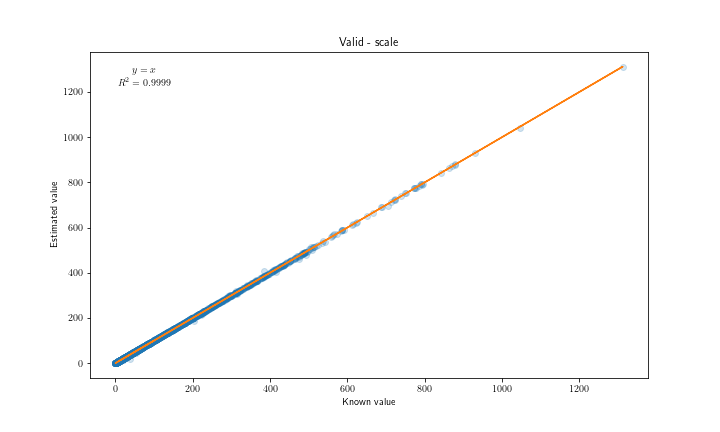 Valid - scale
y = x
R² = 0.9999
Estimated value
1200
1000
800
600
400
200
0
0 200 400 600 800 1000 1200
Known value